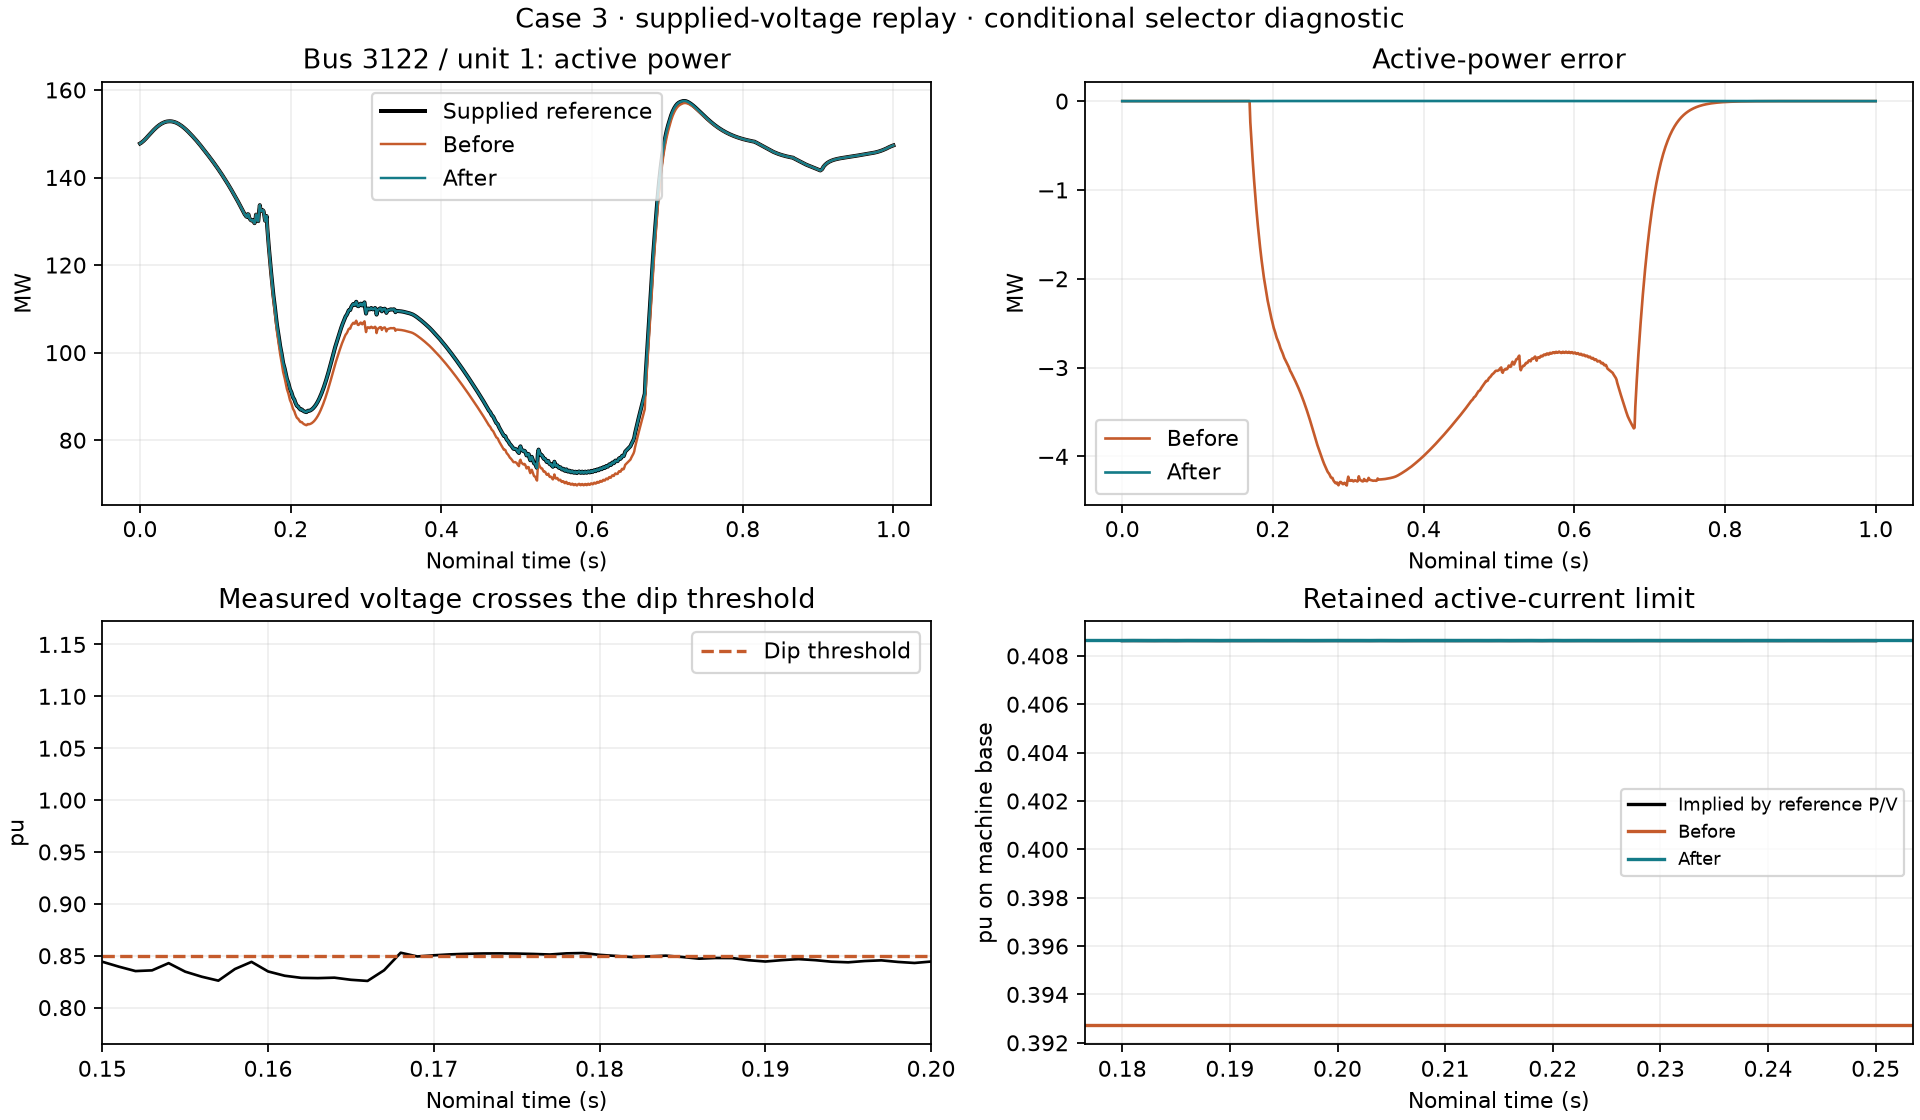 Case 3 · supplied-voltage replay · conditional selector diagnostic
Bus 3122 / unit 1: active power
160
140
120
100
80
MW
Supplied reference
Before
After
0.0 0.2 0.4 0.6 0.8 1.0
Nominal time (s)
Active-power error
0
−1
−2
−3
−4
MW
Before
After
0.0 0.2 0.4 0.6 0.8 1.0
Nominal time (s)
Measured voltage crosses the dip threshold
1.15
1.10
1.05
1.00
0.95
0.90
0.85
0.80
pu
Dip threshold
0.15 0.16 0.17 0.18 0.19 0.20
Nominal time (s)
Retained active-current limit
0.408
0.406
0.404
0.402
0.400
0.398
0.396
0.394
0.392
pu on machine base
Implied by reference P/V
Before
After
0.18 0.19 0.20 0.21 0.22 0.23 0.24 0.25
Nominal time (s)